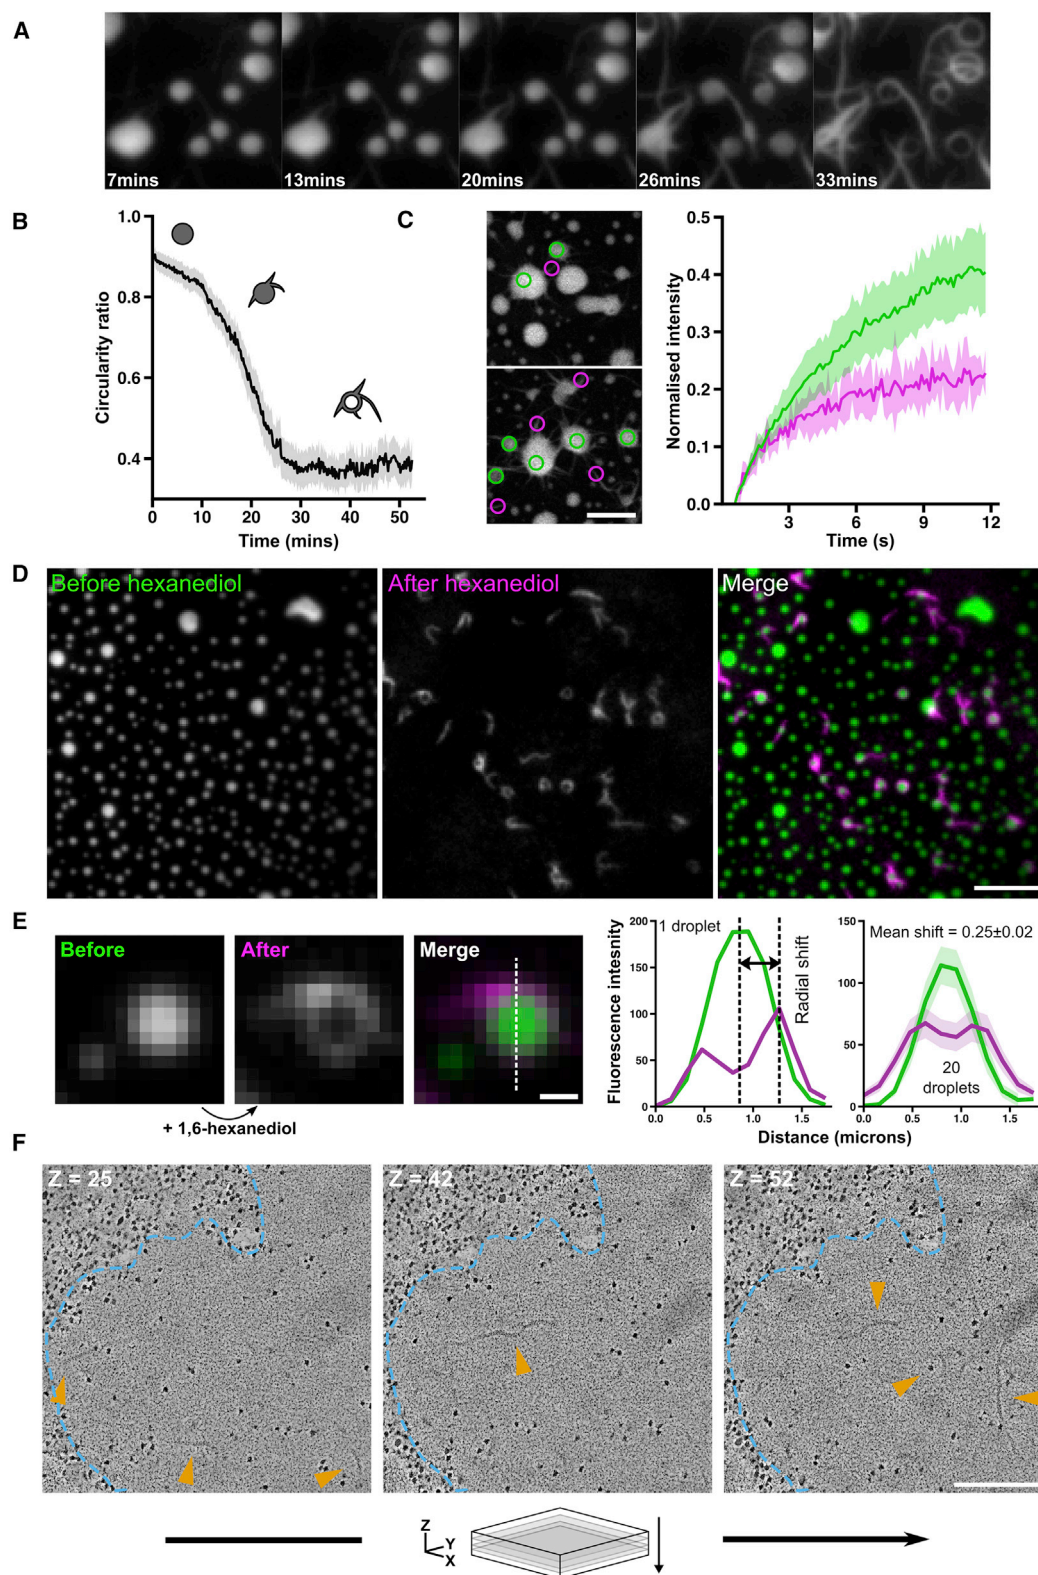 A
7mins
13mins
20mins
26mins
33mins
B
1.0
0.8
0.6
0.4
Circularity ratio
0
10
20
30
40
50
Time (mins)
C
0.5
0.4
0.3
0.2
0.1
0.0
Normalised intensity
3
6
9
12
Time (s)
D
Before hexanediol
After hexanediol
Merge
E
Before
After
Merge
+ 1,6-hexanediol
200
150
100
50
0
Fluorescence intesnity
1 droplet
Radial shift
0.0
0.5
1.0
1.5
150
100
50
0
Mean shift = 0.25±0.02
20
droplets
0.0
0.5
1.0
1.5
Distance (microns)
F
Z = 25
Z = 42
Z = 52
Z
Y
X